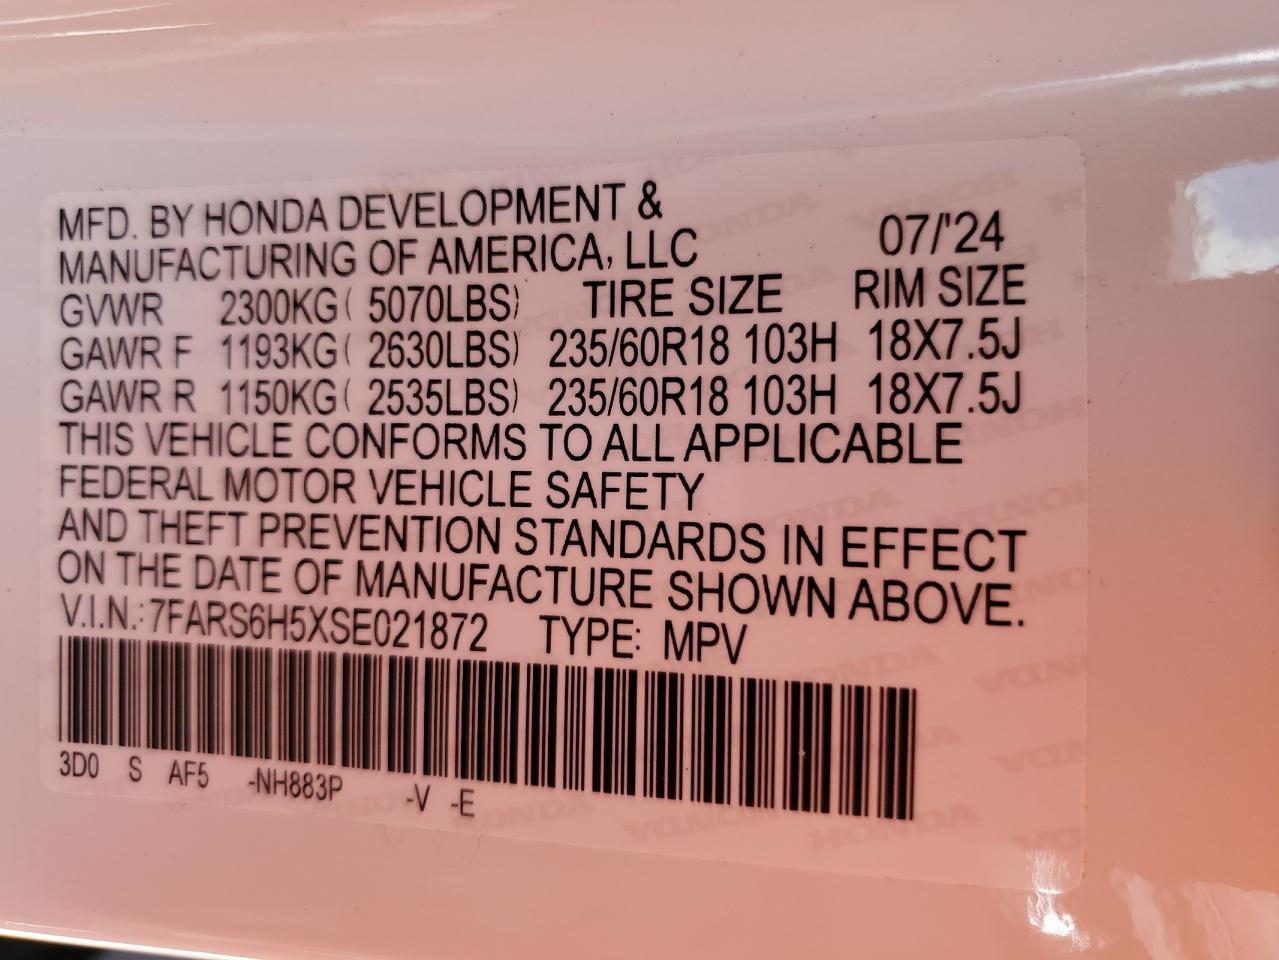 MFD. BY HONDA DEVELOPMENT &
MANUFACTURING OF AMERICA, LLC 07/'24
GVWR 2300KG( 5070LBS) TIRE SIZE RIM SIZE
GAWR F 1193KG( 2630LBS) 235/60R18 103H 18X7.5J
GAWR R 1150KG( 2535LBS) 235/60R18 103H 18X7.5J
THIS VEHICLE CONFORMS TO ALL APPLICABLE
FEDERAL MOTOR VEHICLE SAFETY
AND THEFT PREVENTION STANDARDS IN EFFECT
ON THE DATE OF MANUFACTURE SHOWN ABOVE.
V.I.N.: 7FARS6H5XSE021872 TYPE: MPV
3D0 S AF5 -NH883P -V -E